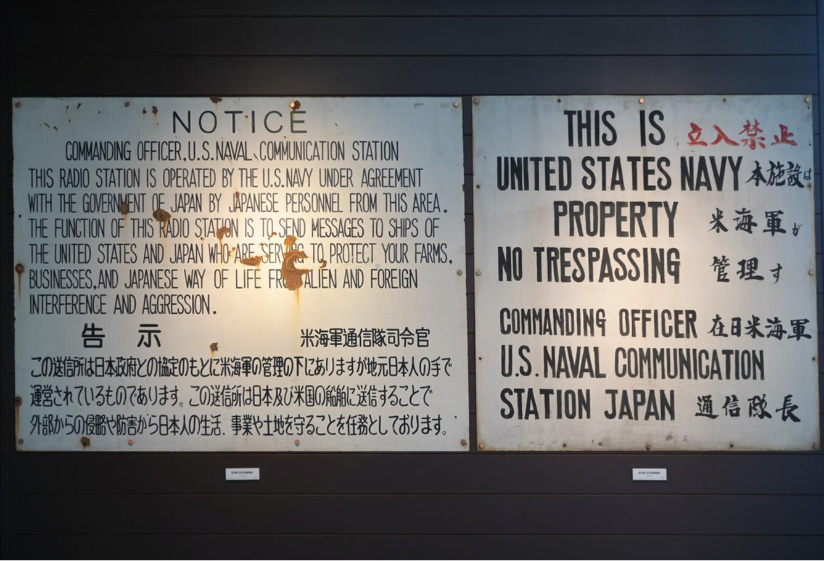 NOTICE
COMMANDING OFFICER, U.S. NAVAL COMMUNICATION STATION
THIS RADIO STATION IS OPERATED BY THE U.S. NAVY UNDER AGREEMENT
WITH THE GOVERNMENT OF JAPAN BY JAPANESE PERSONNEL FROM THIS AREA.
THE FUNCTION OF THIS RADIO STATION IS TO SEND MESSAGES TO SHIPS OF
THE UNITED STATES AND JAPAN WHO ARE SERVING TO PROTECT YOUR FARMS,
BUSINESSES, AND JAPANESE WAY OF LIFE FROM ALIEN AND FOREIGN
INTERFERENCE AND AGGRESSION.
告示 米海軍通信隊司令官
この送信所は日本政府との協定のもとに米海軍の管理の下にありますが地元日本人の手で
運営されているものであります。この送信所は日本及び米国の船舶に送信することで
外部からの侵略や防害から日本人の生活、事業や土地を守ることを任務としております。
THIS IS 立入禁止
UNITED STATES NAVY 本施設は
PROPERTY 米海軍が
NO TRESPASSING 管理す
COMMANDING OFFICER 在日米海軍
U.S. NAVAL COMMUNICATION
STATION JAPAN 通信隊長